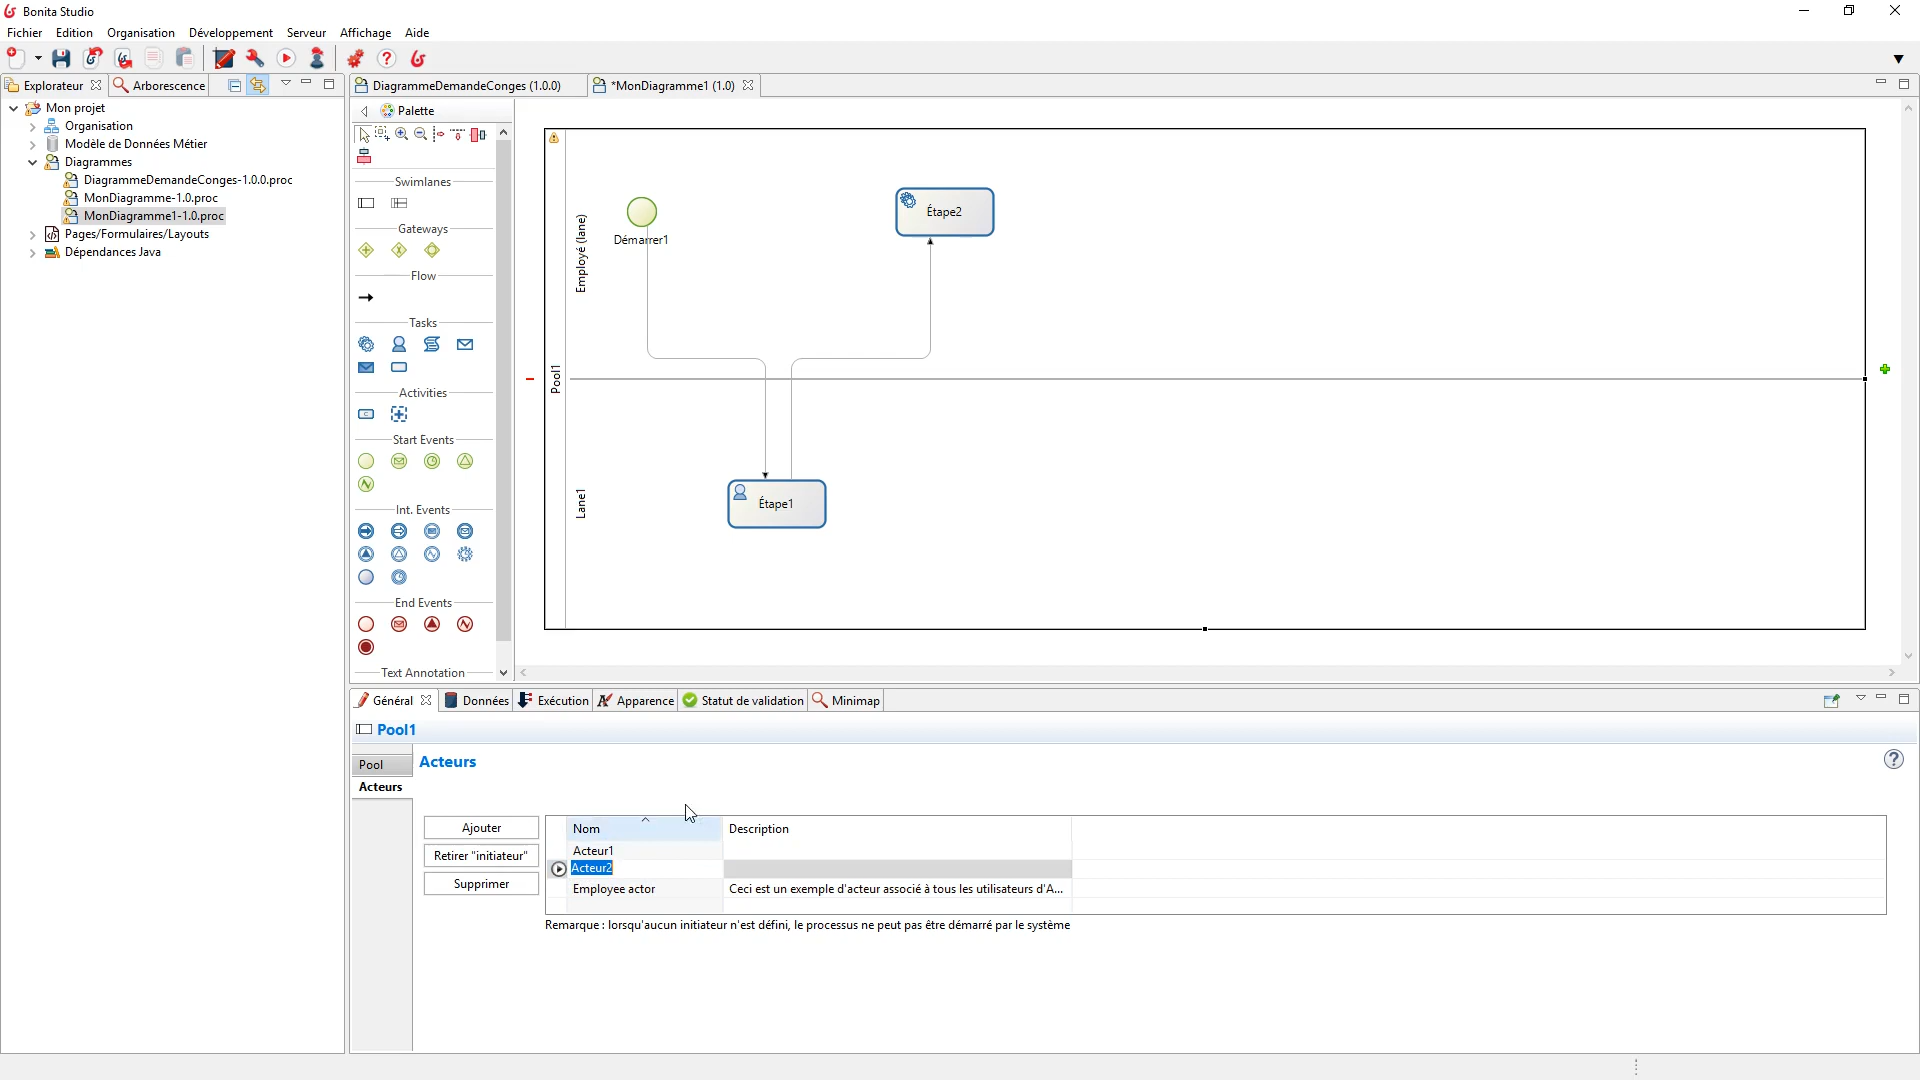 Bonita Studio
Fichier Edition Organisation Développement Serveur Affichage Aide
Explorateur Arborescence
Mon projet
Organisation
Modèle de Données Métier
Diagrammes
DiagrammeDemandeConges-1.0.0.proc
MonDiagramme-1.0.proc
MonDiagramme1-1.0.proc
Pages/Formulaires/Layouts
Dépendances Java
DiagrammeDemandeConges (1.0.0) *MonDiagramme1 (1.0)
Palette
Swimlanes
Gateways
Flow
Tasks
Activities
Start Events
Int. Events
End Events
Text Annotation
Pool1
Employé (lane)
Démarrer1
Étape2
Lane1
Étape1
Général Données Exécution Apparence Statut de validation Minimap
Pool1
Pool
Acteurs
Acteurs
Ajouter
Retirer "initiateur"
Supprimer
Nom Description
Acteur1
Acteur2
Employee actor Ceci est un exemple d'acteur associé à tous les utilisateurs d'A...
Remarque : lorsqu'aucun initiateur n'est défini, le processus ne peut pas être démarré par le système